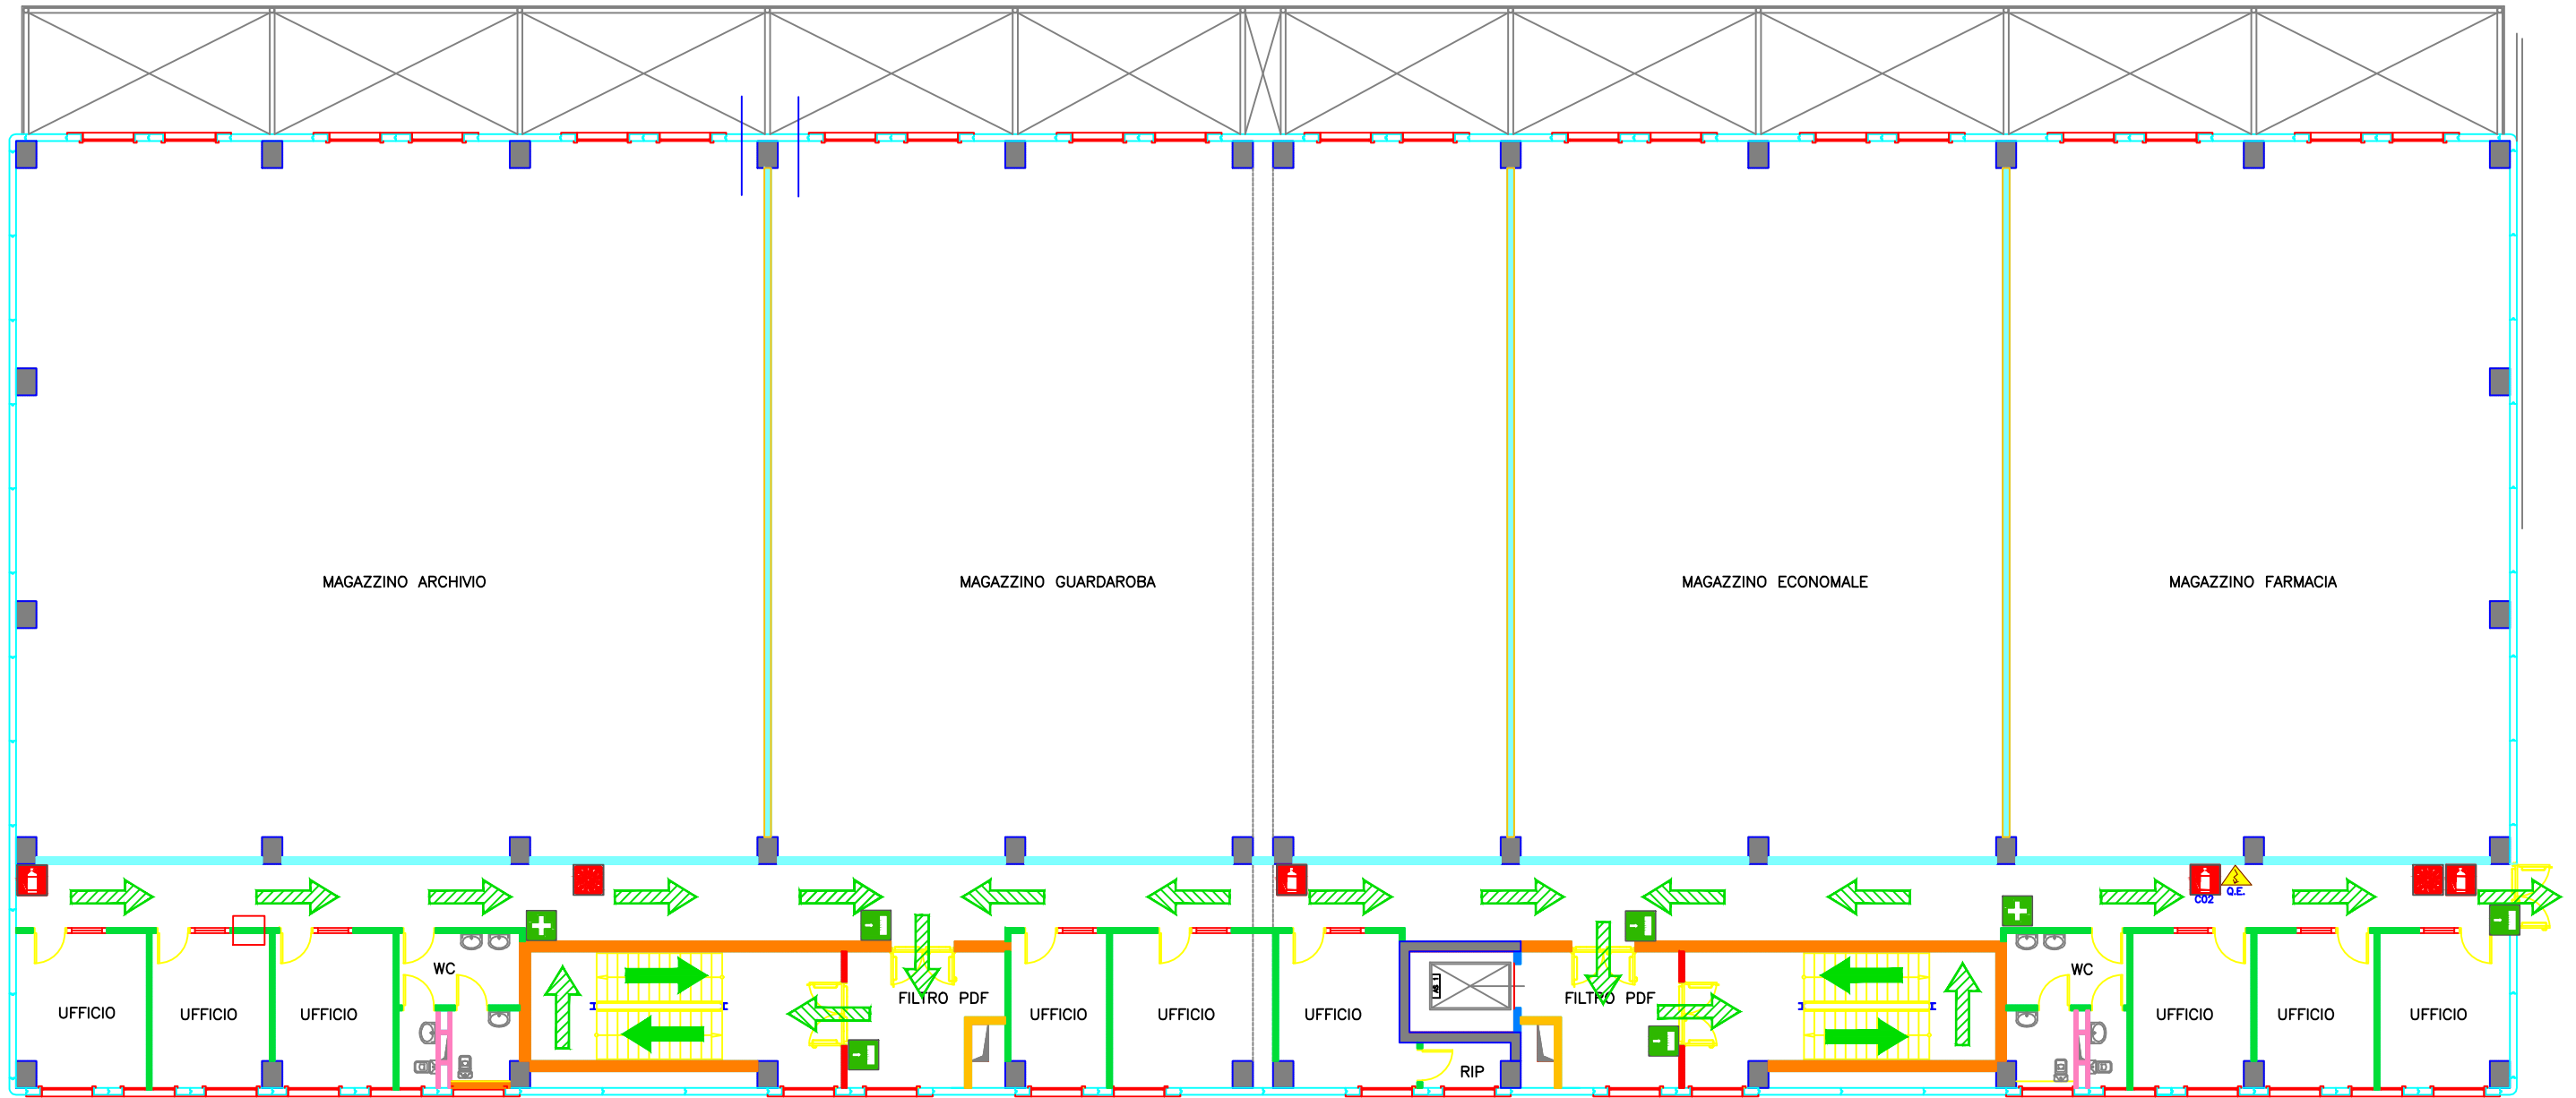 MAGAZZINO ARCHIVIO
MAGAZZINO GUARDAROBA
MAGAZZINO ECONOMALE
MAGAZZINO FARMACIA
Q.E.
CO2
WC
WC
FILTRO PDF
FILTRO PDF
UFFICIO
UFFICIO
UFFICIO
UFFICIO
UFFICIO
UFFICIO
UFFICIO
UFFICIO
UFFICIO
RIP